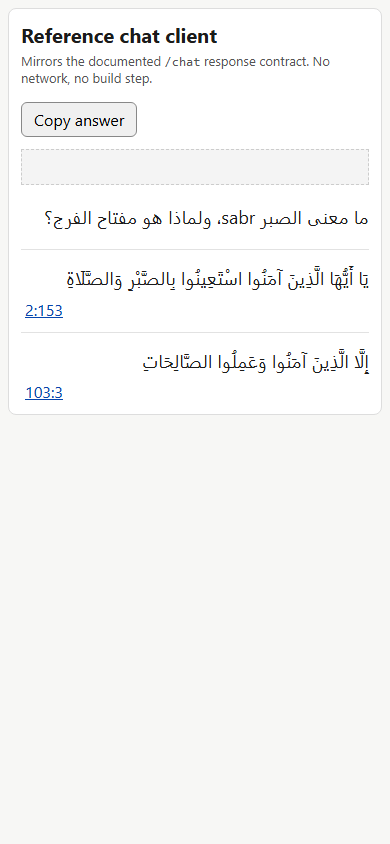 Reference chat client
Mirrors the documented /chat response contract. No
network, no build step.
Copy answer
ما معنى الصبر sabr، ولماذا هو مفتاح الفرج؟
يَا أَيُّهَا الَّذِينَ آمَنُوا اسْتَعِينُوا بِالصَّبْرِ وَالصَّلَاةِ
2:153
إِلَّا الَّذِينَ آمَنُوا وَعَمِلُوا الصَّالِحَاتِ
103:3